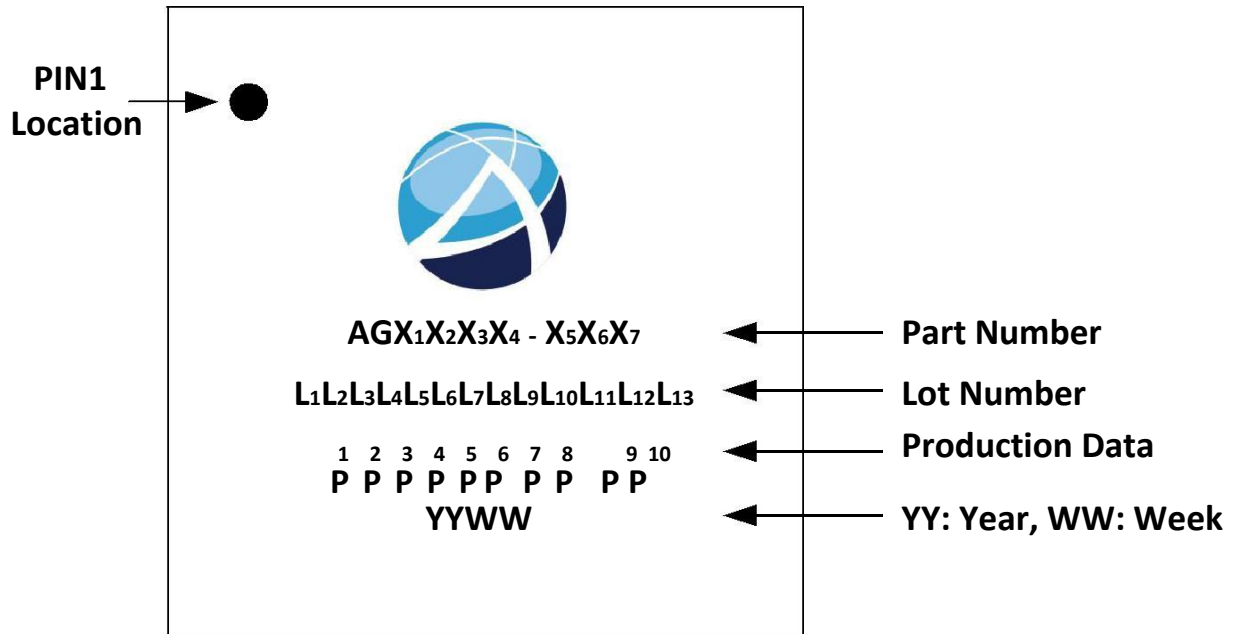 PIN1
Location
AGX1X2X3X4 - X5X6X7
Part Number
L1L2L3L4L5L6L7L8L9L10L11L12L13
Lot Number
1 2 3 4 5 6 7 8 9 10
P P P P P P P P P P
Production Data
YYWW
YY: Year, WW: Week